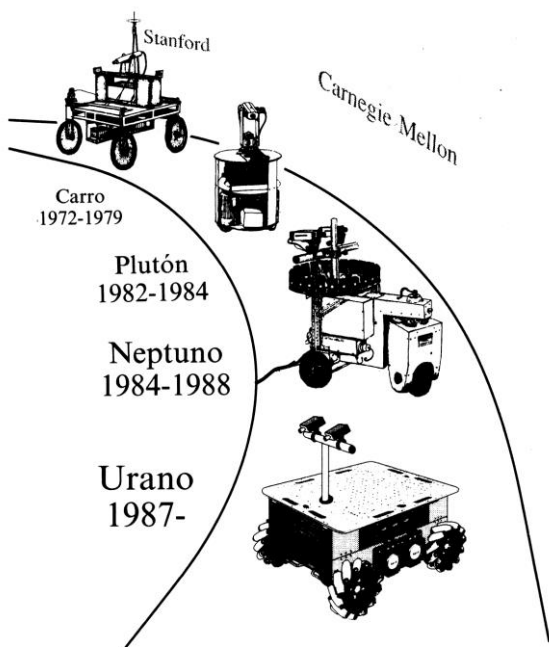 Stanford
Carnegie Mellon
Carro
1972-1979
Plutón
1982-1984
Neptuno
1984-1988
Urano
1987-